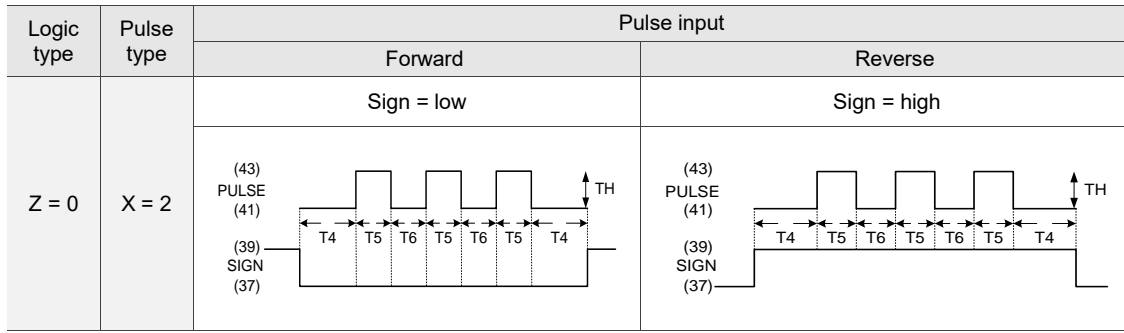 Logic type
Pulse type
Pulse input
Forward
Reverse
Z = 0
X = 2
Sign = low
Sign = high
(43)
PULSE
(41)
TH
T4 T5 T6 T5 T6 T5 T4
(39)
SIGN
(37)
(43)
PULSE
(41)
TH
T4 T5 T6 T5 T6 T5 T4
(39)
SIGN
(37)